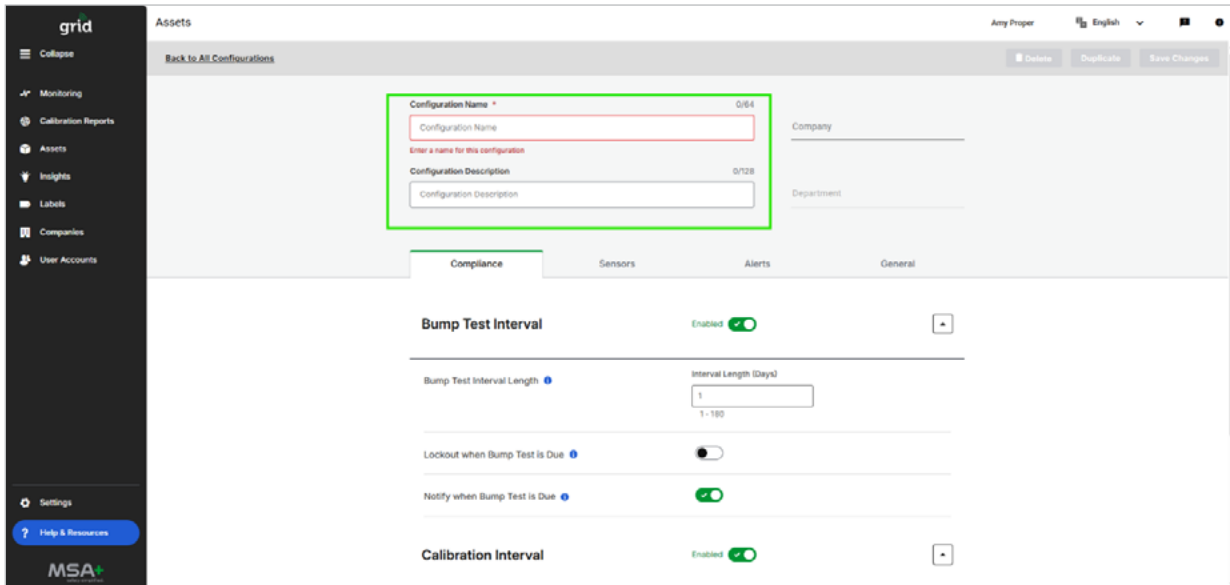 grid
Assets
Amy Proper
English
Collapse
Back to All Configurations
Delete
Duplicate
Save Changes
Monitoring
Calibration Reports
Assets
Insights
Labels
Companies
User Accounts
Configuration Name *
0/64
Configuration Name
Enter a name for this configuration
Company
Configuration Description
0/128
Configuration Description
Department
Compliance
Sensors
Alerts
General
Bump Test Interval
Enabled
Bump Test Interval Length
Interval Length (Days)
1
1 - 180
Lockout when Bump Test is Due
Notify when Bump Test is Due
Calibration Interval
Enabled
Settings
? Help & Resources
MSA+